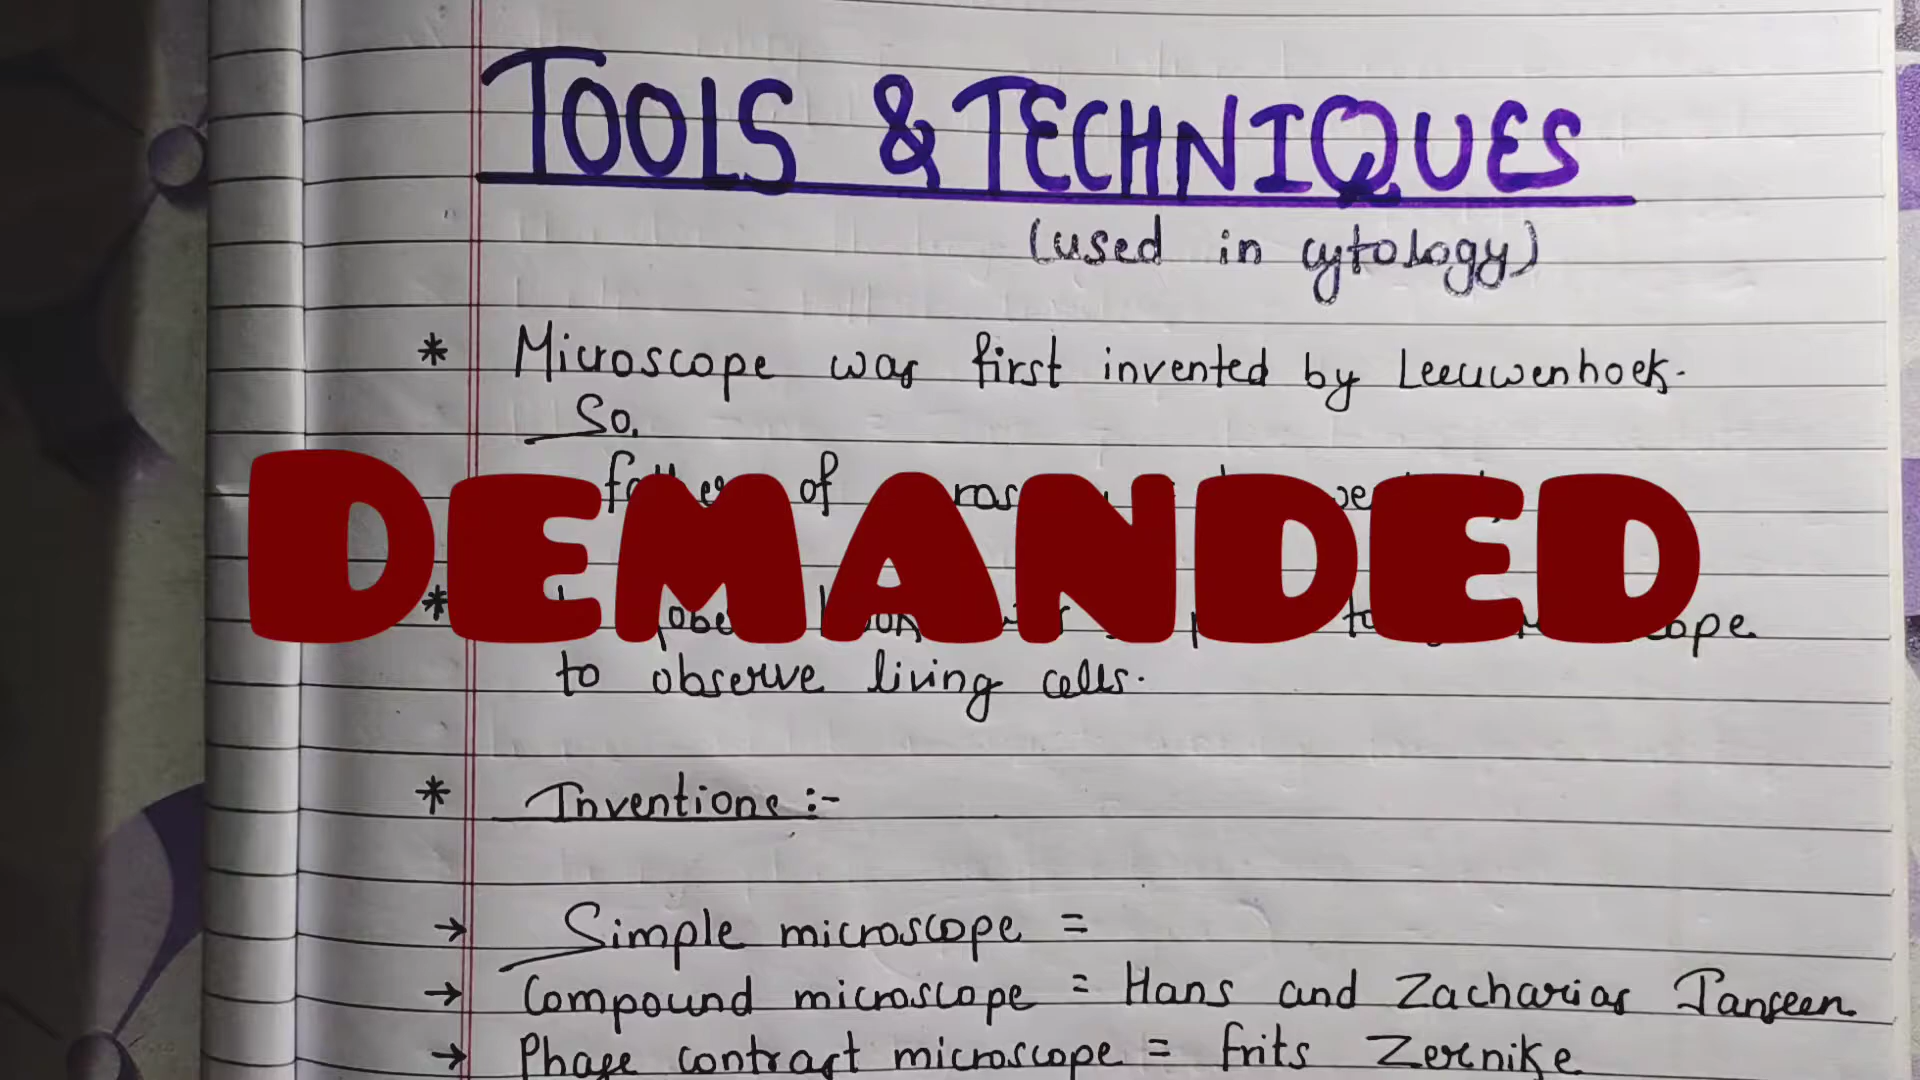 TOOLS & TECHNIQUES
(used in cytology)
* Microscope was first invented by Leeuwenhoek.
So,
of
DEMANDED
*
to observe living cells.
* Inventions :-
→ Simple microscope =
→ Compound microscope = Hans and Zacharias Janseen
→ Phase contrast microscope = Frits Zernike